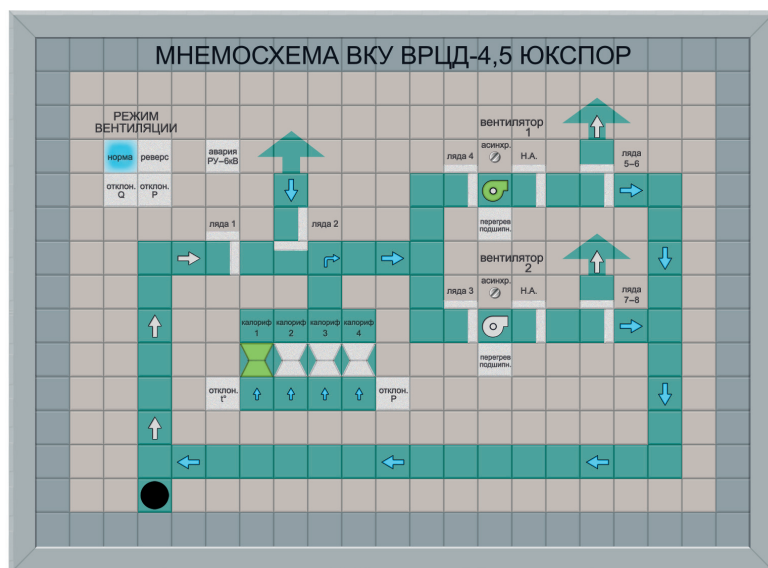 МНЕМОСХЕМА ВКУ ВРЦД-4,5 ЮКСПОР
РЕЖИМ
ВЕНТИЛЯЦИИ
норма
реверс
авария
РУ-6кВ
отклон.
Q
отклон.
P
ляда 1
ляда 2
вентилятор
1
ляда 4
асинхр.
Н.А.
ляда
5-6
перегрев
подшипн.
вентилятор
2
ляда 3
асинхр.
Н.А.
ляда
7-8
перегрев
подшипн.
калориф
1
калориф
2
калориф
3
калориф
4
отклон.
t°
отклон.
P